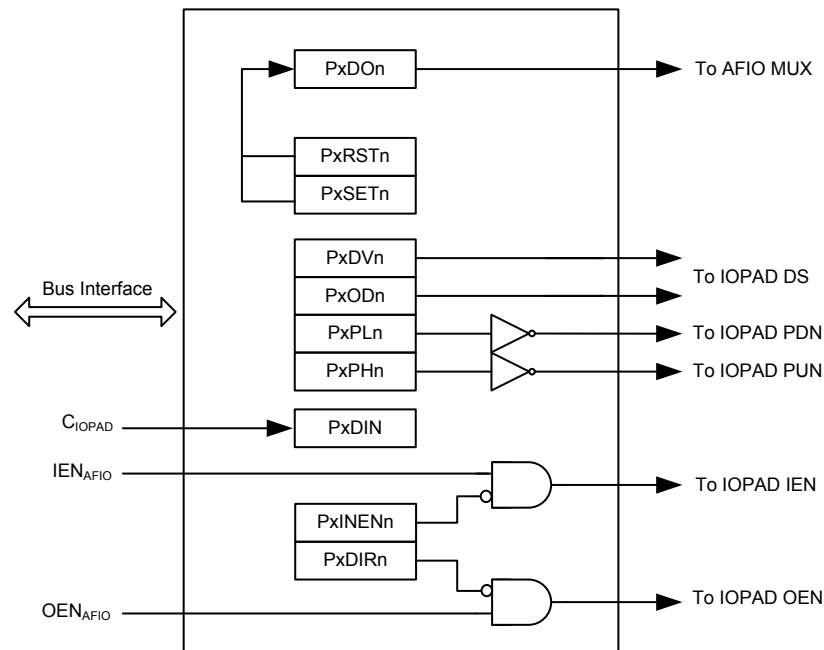 PxDOn
To AFIO MUX
PxRSTn
PxSETn
PxDVn
To IOPAD DS
Bus Interface
PxODn
PxPLn
To IOPAD PDN
PxPHn
To IOPAD PUN
CIOPAD
PxDIN
IENAFIO
To IOPAD IEN
PxINENn
PxDIRn
OENAFIO
To IOPAD OEN